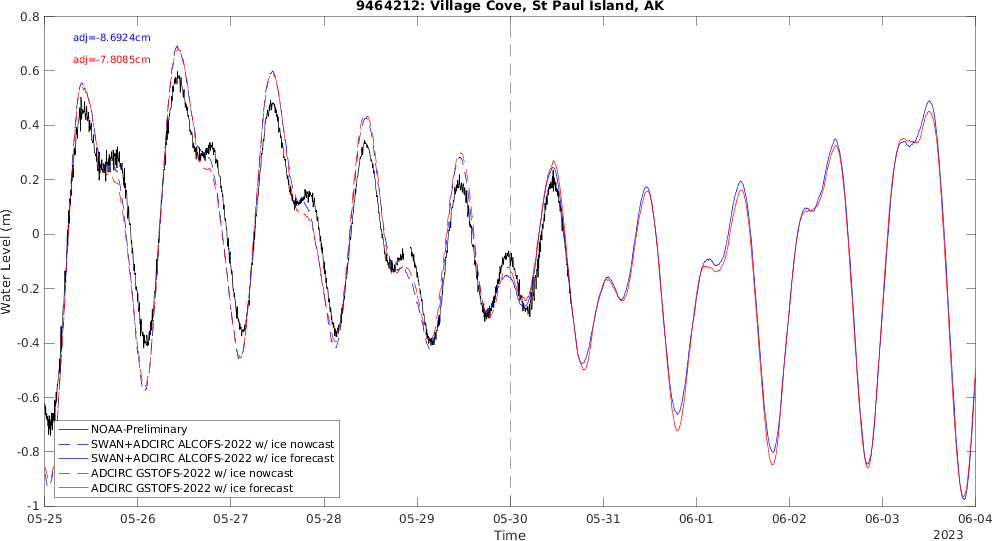 9464212: Village Cove, St Paul Island, AK
adj=-8.6924cm
adj=-7.8085cm
Water Level (m)
0.8
0.6
0.4
0.2
0
-0.2
-0.4
-0.6
-0.8
-1
NOAA-Preliminary
SWAN+ADCIRC ALCOFS-2022 w/ ice nowcast
SWAN+ADCIRC ALCOFS-2022 w/ ice forecast
ADCIRC GSTOFS-2022 w/ ice nowcast
ADCIRC GSTOFS-2022 w/ ice forecast
05-25 05-26 05-27 05-28 05-29 05-30 05-31 06-01 06-02 06-03 06-04
Time
2023